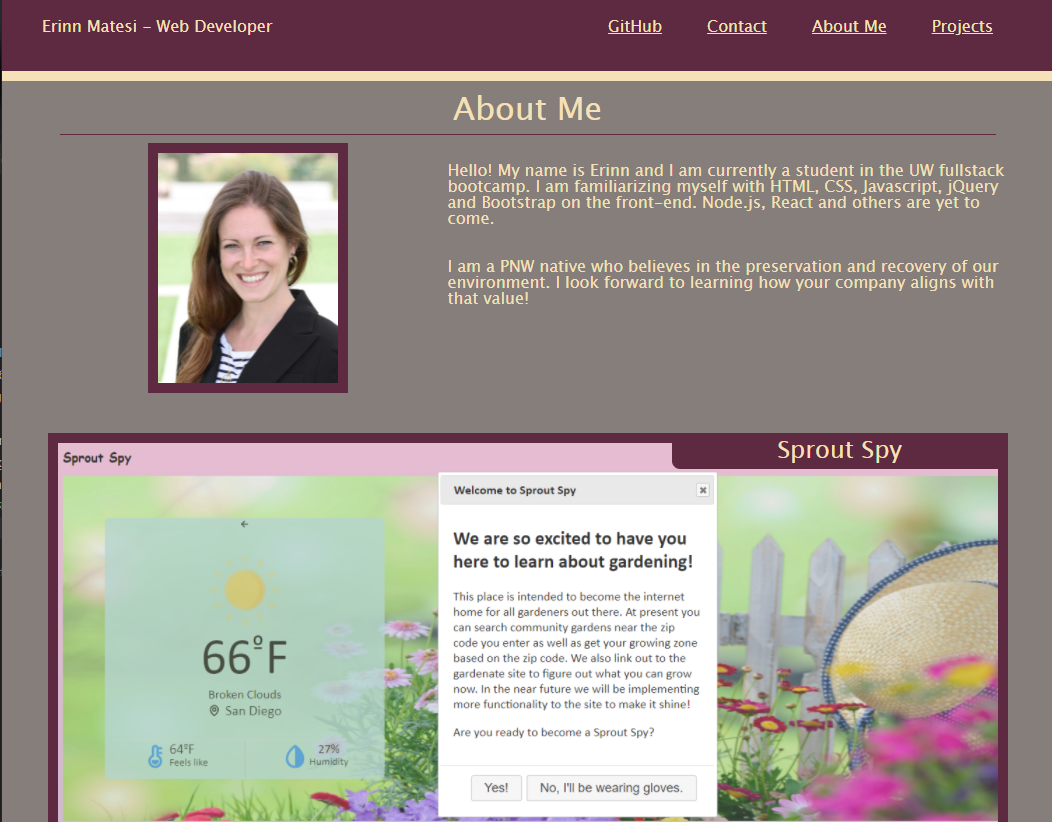 Erinn Matesi - Web Developer
GitHub Contact About Me Projects
About Me
Hello! My name is Erinn and I am currently a student in the UW fullstack
bootcamp. I am familiarizing myself with HTML, CSS, Javascript, jQuery
and Bootstrap on the front-end. Node.js, React and others are yet to
come.
I am a PNW native who believes in the preservation and recovery of our
environment. I look forward to learning how your company aligns with
that value!
Sprout Spy
Sprout Spy
Welcome to Sprout Spy
We are so excited to have you
here to learn about gardening!
This place is intended to become the internet
home for all gardeners out there. At present you
can search community gardens near the zip
code you enter as well as get your growing zone
based on the zip code. We also link out to the
gardenate site to figure out what you can grow
now. In the near future we will be implementing
more functionality to the site to make it shine!
Are you ready to become a Sprout Spy?
Yes! No, I'll be wearing gloves.
66°F
Broken Clouds
San Diego
64°F
Feels like
27%
Humidity